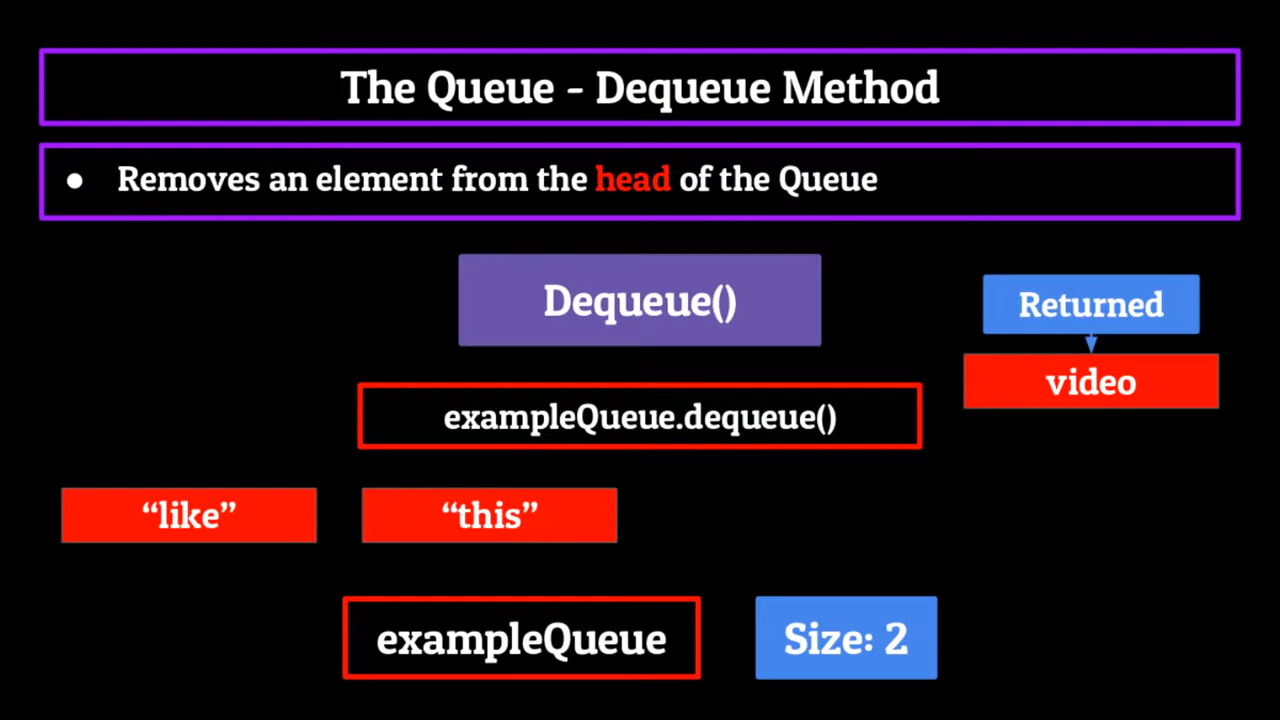 The Queue - Dequeue Method
● Removes an element from the head of the Queue
Dequeue()
Returned
video
exampleQueue.dequeue()
“like”
“this”
exampleQueue
Size: 2